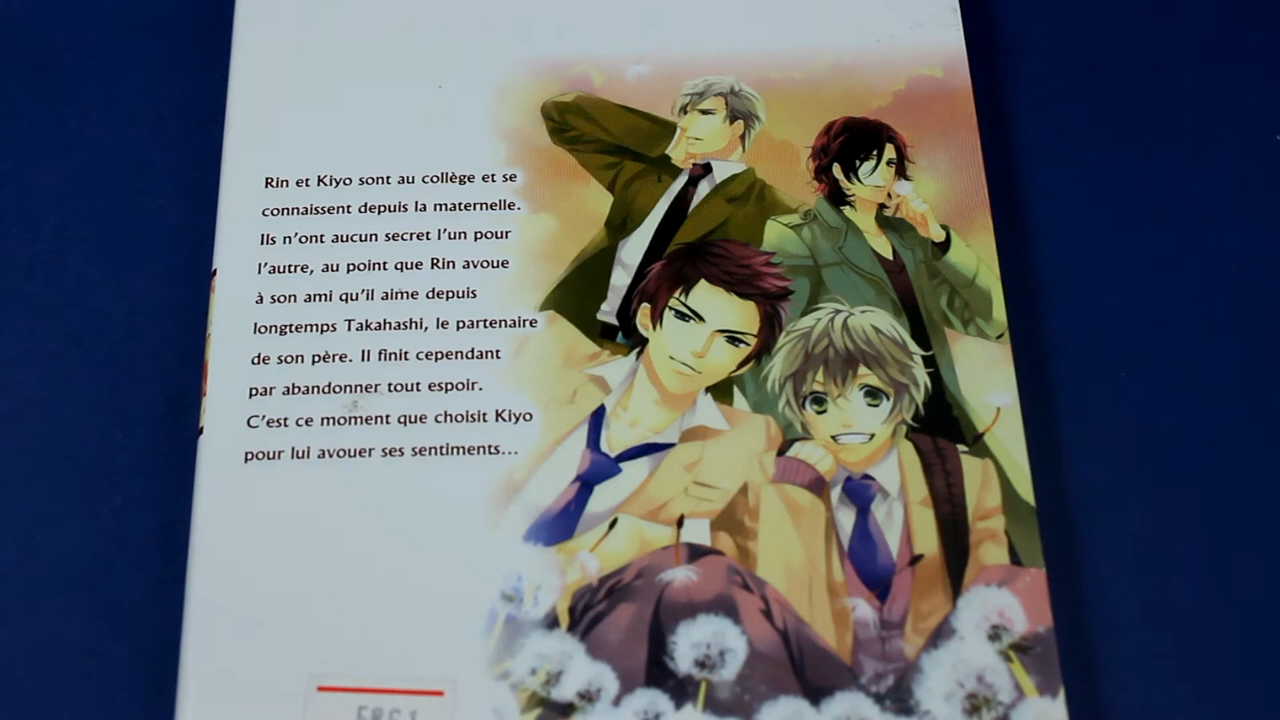 Rin et Kiyo sont au collège et se
connaissent depuis la maternelle.
Ils n'ont aucun secret l'un pour
l'autre, au point que Rin avoue
à son ami qu'il aime depuis
longtemps Takahashi, le partenaire
de son père. Il finit cependant
par abandonner tout espoir.
C'est ce moment que choisit Kiyo
pour lui avouer ses sentiments...